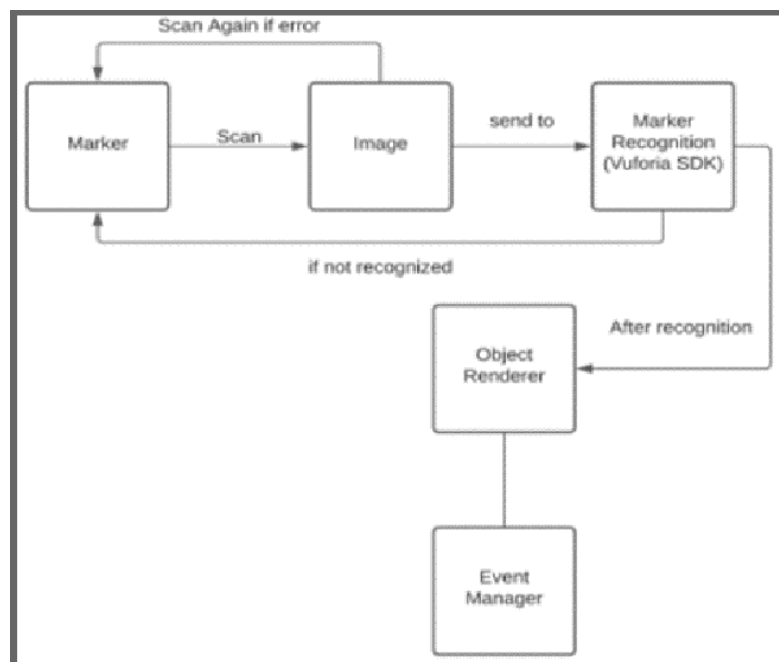 Scan Again if error
Marker
Scan
Image
send to
Marker
Recognition
(Vuforia SDK)
if not recognized
After recognition
Object
Renderer
Event
Manager